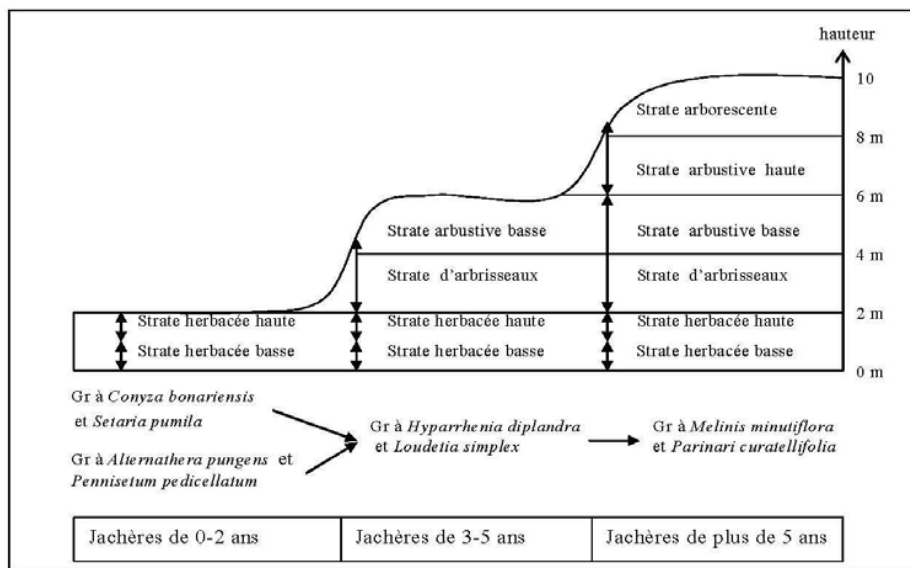 hauteur
10
Strate arborescente
8 m
Strate arbustive haute
6 m
Strate arbustive basse
Strate arbustive basse
4 m
Strate d'arbrisseaux
Strate d'arbrisseaux
2 m
Strate herbacée haute
Strate herbacée haute
Strate herbacée haute
Strate herbacée basse
Strate herbacée basse
Strate herbacée basse
0 m
Gr à Conyza bonariensis
et Setaria pumila
Gr à Alternathera pungens et
Pennisetum pedicellatum
Gr à Hyparrhenia diplandra
et Loudetia simplex
Gr à Melinis minutiflora
et Parinari curatellifolia
Jachères de 0-2 ans
Jachères de 3-5 ans
Jachères de plus de 5 ans